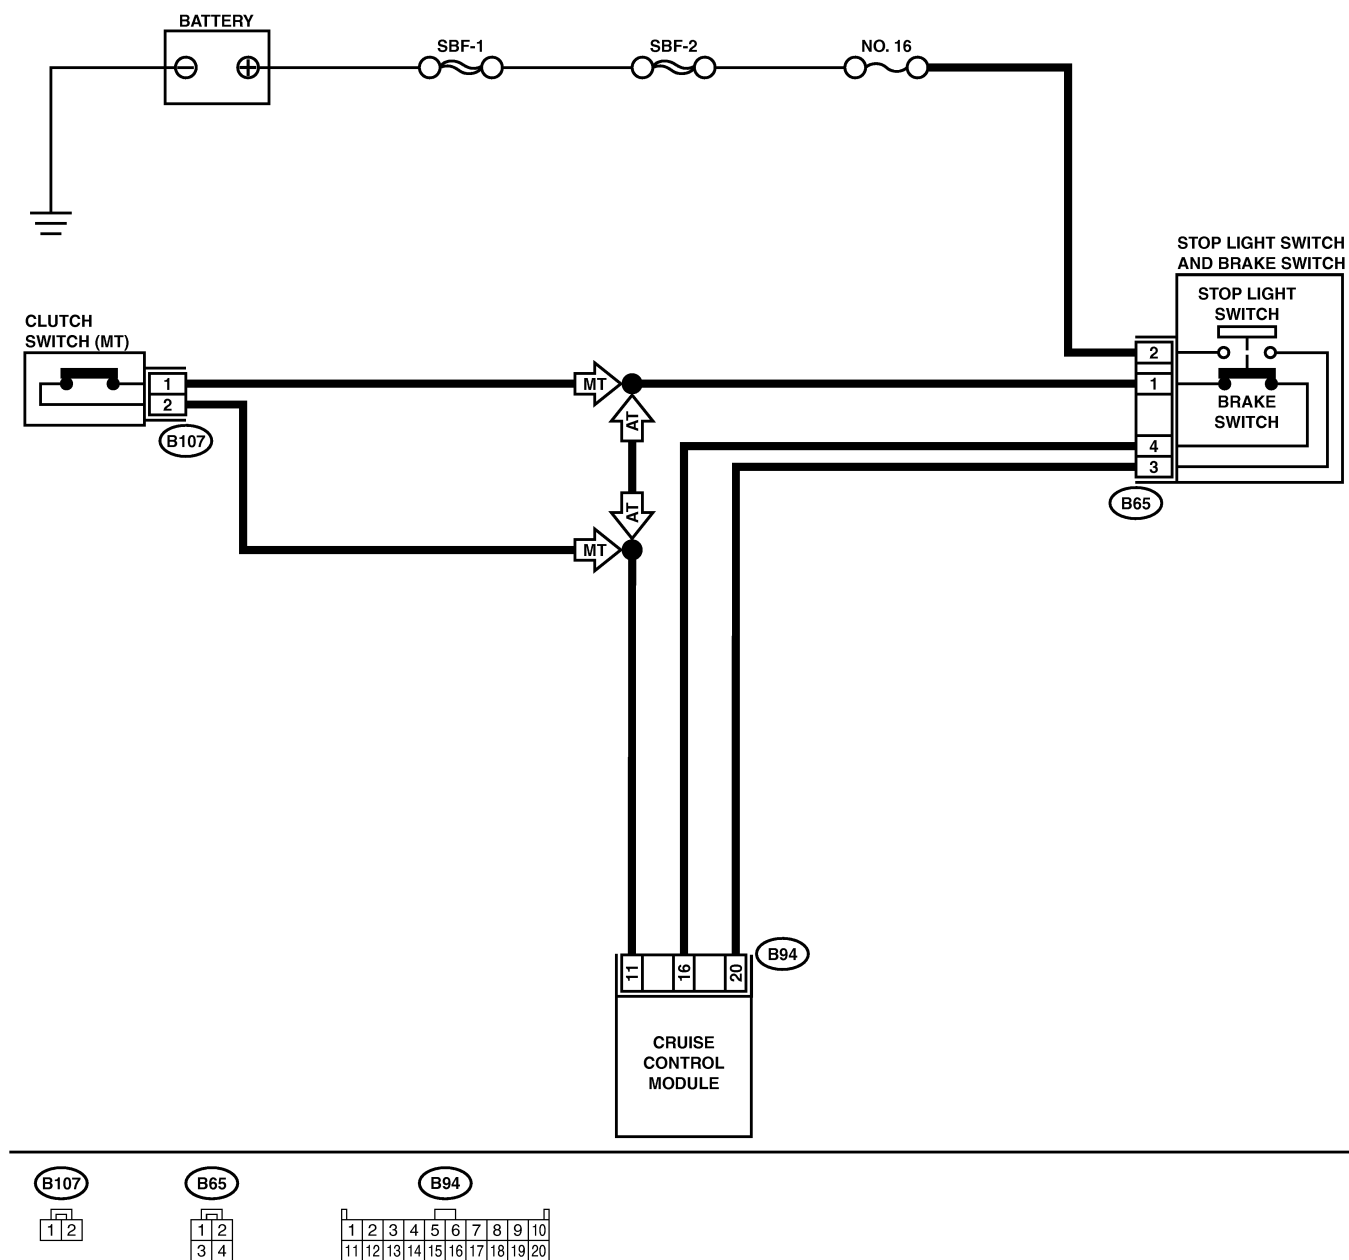 BATTERY
SBF-1
SBF-2
NO. 16
STOP LIGHT SWITCH
AND BRAKE SWITCH
STOP LIGHT
SWITCH
2
1
BRAKE
SWITCH
4
3
B65
CLUTCH
SWITCH (MT)
1
2
B107
MT
AT
AT
MT
11
16
20
B94
CRUISE
CONTROL
MODULE
B107
B65
B94
1 2
1 2
3 4
1 2 3 4 5 6 7 8 9 10
11 12 13 14 15 16 17 18 19 20